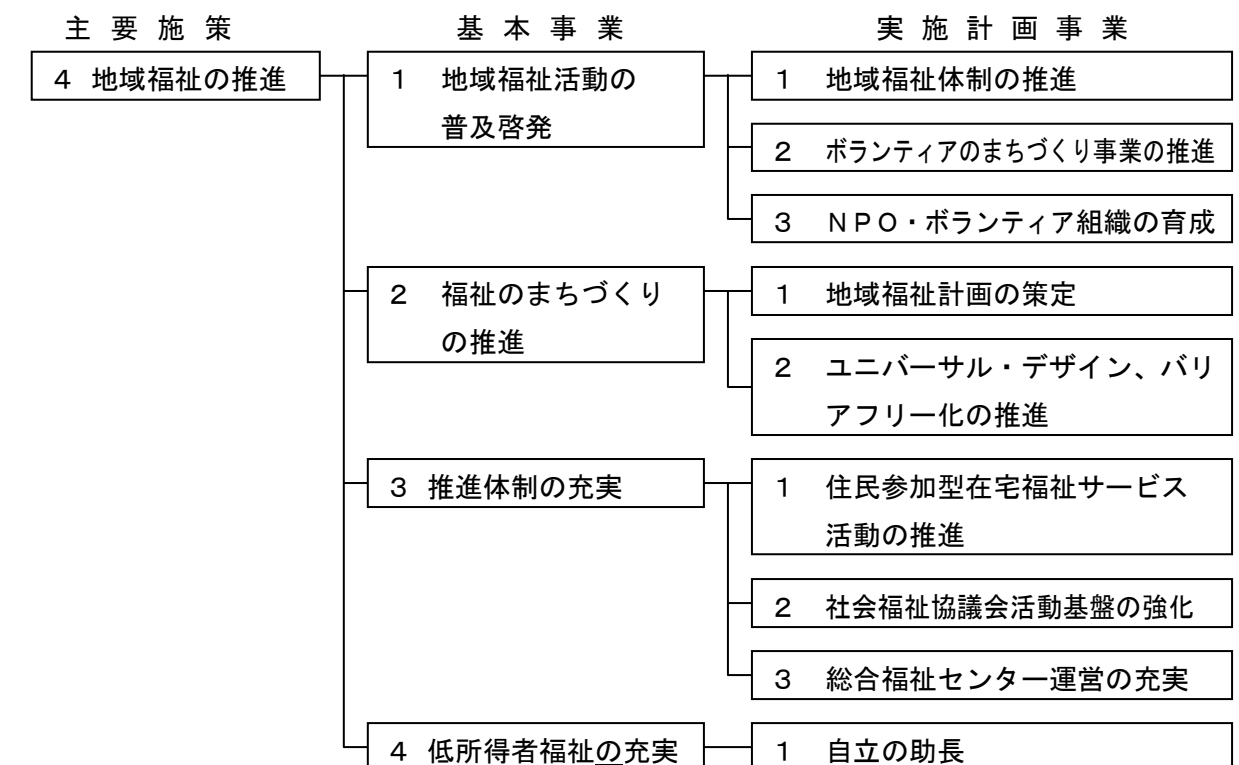 主要施策 基本事業 実施計画事業
4 地域福祉の推進
1 地域福祉活動の
普及啓発
1 地域福祉体制の推進
2 ボランティアのまちづくり事業の推進
3 NPO・ボランティア組織の育成
2 福祉のまちづくり
の推進
1 地域福祉計画の策定
2 ユニバーサル・デザイン、バリ
アフリー化の推進
3 推進体制の充実
1 住民参加型在宅福祉サービス
活動の推進
2 社会福祉協議会活動基盤の強化
3 総合福祉センター運営の充実
4 低所得者福祉の充実
1 自立の助長